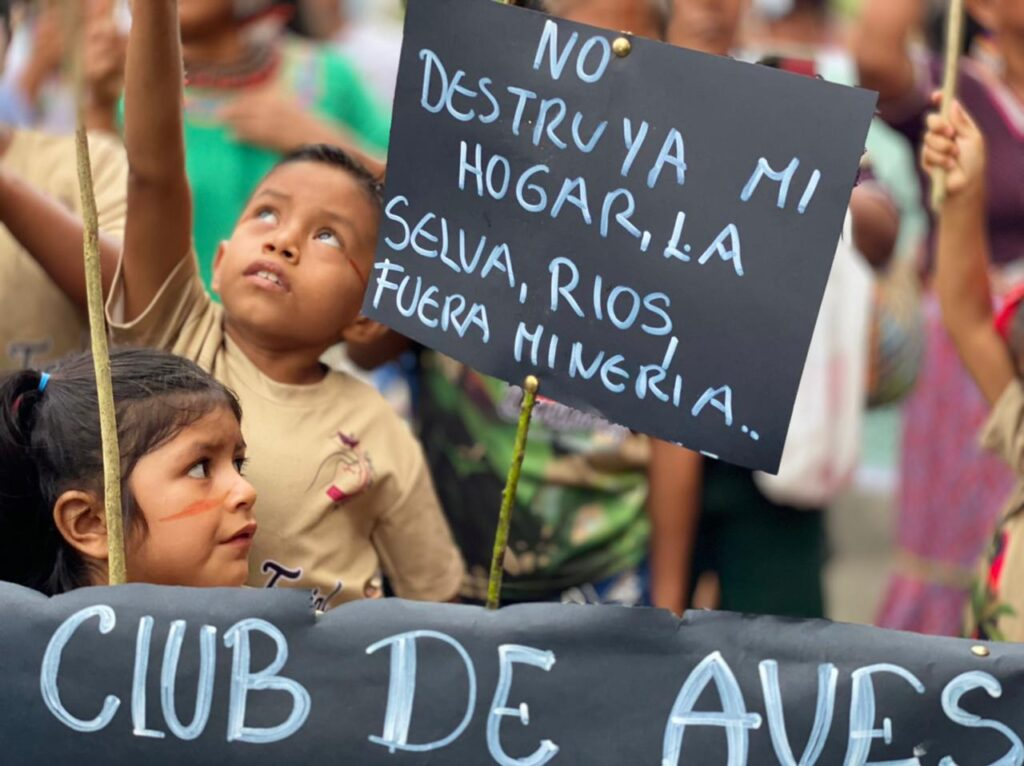 NO
DESTRUYA MI
HOGAR, LA
SELVA, RIOS,
FUERA MINERIA..
CLUB DE AVES